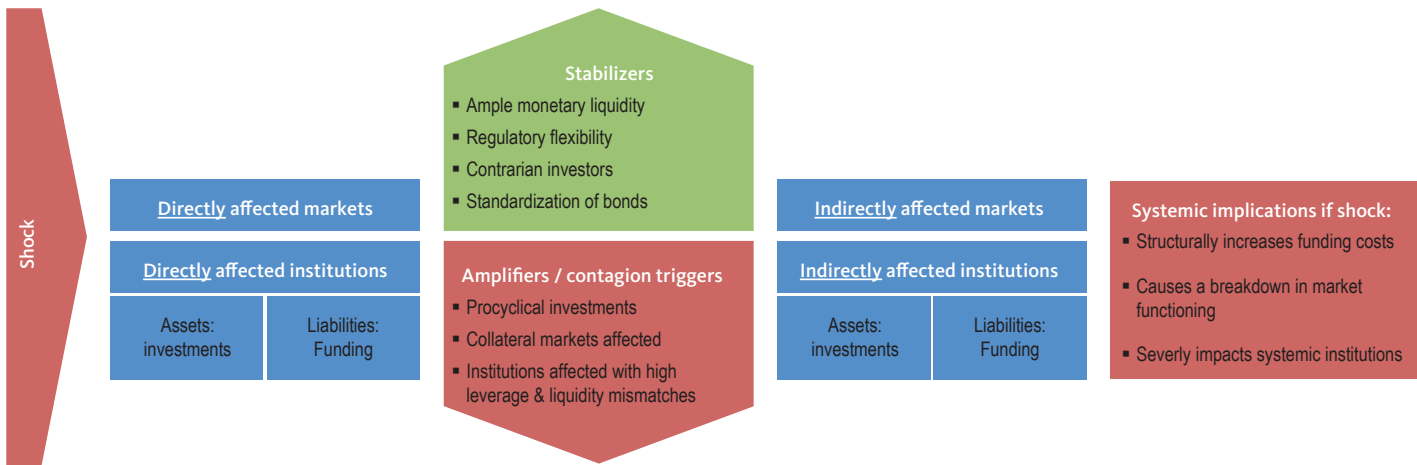 Shock
Directly affected markets
Directly affected institutions
Assets:
investments
Liabilities:
Funding
Stabilizers
▪ Ample monetary liquidity
▪ Regulatory flexibility
▪ Contrarian investors
▪ Standardization of bonds
Amplifiers / contagion triggers
▪ Procyclical investments
▪ Collateral markets affected
▪ Institutions affected with high
leverage & liquidity mismatches
Indirectly affected markets
Indirectly affected institutions
Assets:
investments
Liabilities:
Funding
Systemic implications if shock:
▪ Structurally increases funding costs
▪ Causes a breakdown in market
functioning
▪ Severly impacts systemic institutions